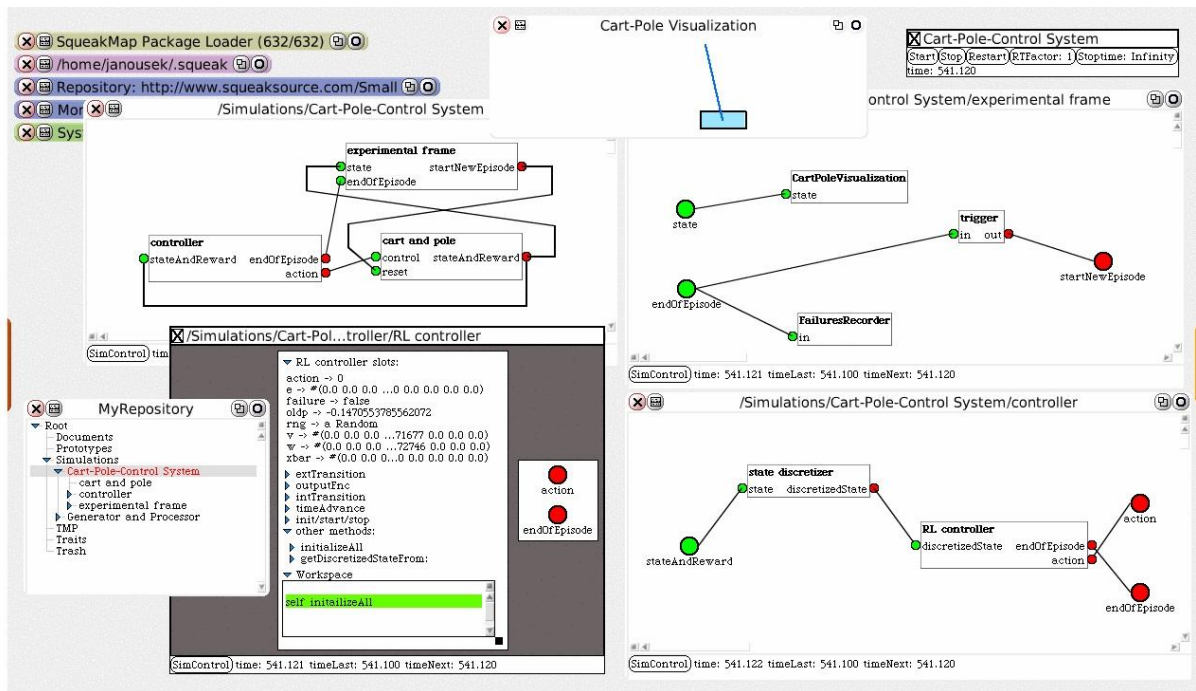 SqueakMap Package Loader (632/632)
/home/janousek/.squeak
Repository: http://www.squeaksource.com/Small
Mor
Sys
Cart-Pole Visualization
Cart-Pole-Control System
Start Stop Restart RTFactor: 1 Stoptime: Infinity
time: 541.120
/Simulations/Cart-Pole-Control System
experimental frame
state startNewEpisode
endOfEpisode
controller
stateAndReward endOfEpisode
action
cart and pole
control stateAndReward
reset
SimControl tim
ontrol System/experimental frame
CartPoleVisualization
state
state
trigger
in out
startNewEpisode
endOfEpisode
FailuresRecorder
in
SimControl time: 541.121 timeLast: 541.100 timeNext: 541.120
/Simulations/Cart-Pol...troller/RL controller
RL controller slots:
action -> 0
e -> #(0.0 0.0 0.0 ...0 0.0 0.0 0.0 0.0)
failure -> false
oldp -> -0.1470553785562072
rng -> a Random
v -> #(0.0 0.0 0.0 ...71677 0.0 0.0 0.0)
w -> #(0.0 0.0 0.0 ...72746 0.0 0.0 0.0)
xbar -> #(0.0 0.0 0...0.0 0.0 0.0 0.0)
extTransition
outputFnc
intTransition
timeAdvance
init/start/stop
other methods:
initializeAll
getDiscretizedStateFrom:
Workspace
self initailizeAll
action
endOfEpisode
SimControl time: 541.121 timeLast: 541.100 timeNext: 541.120
MyRepository
Root
Documents
Prototypes
Simulations
Cart-Pole-Control System
cart and pole
controller
experimental frame
Generator and Processor
TMP
Traits
Trash
/Simulations/Cart-Pole-Control System/controller
state discretizer
state discretizedState
stateAndReward
RL controller
discretizedState endOfEpisode
action
action
endOfEpisode
SimControl time: 541.122 timeLast: 541.100 timeNext: 541.120